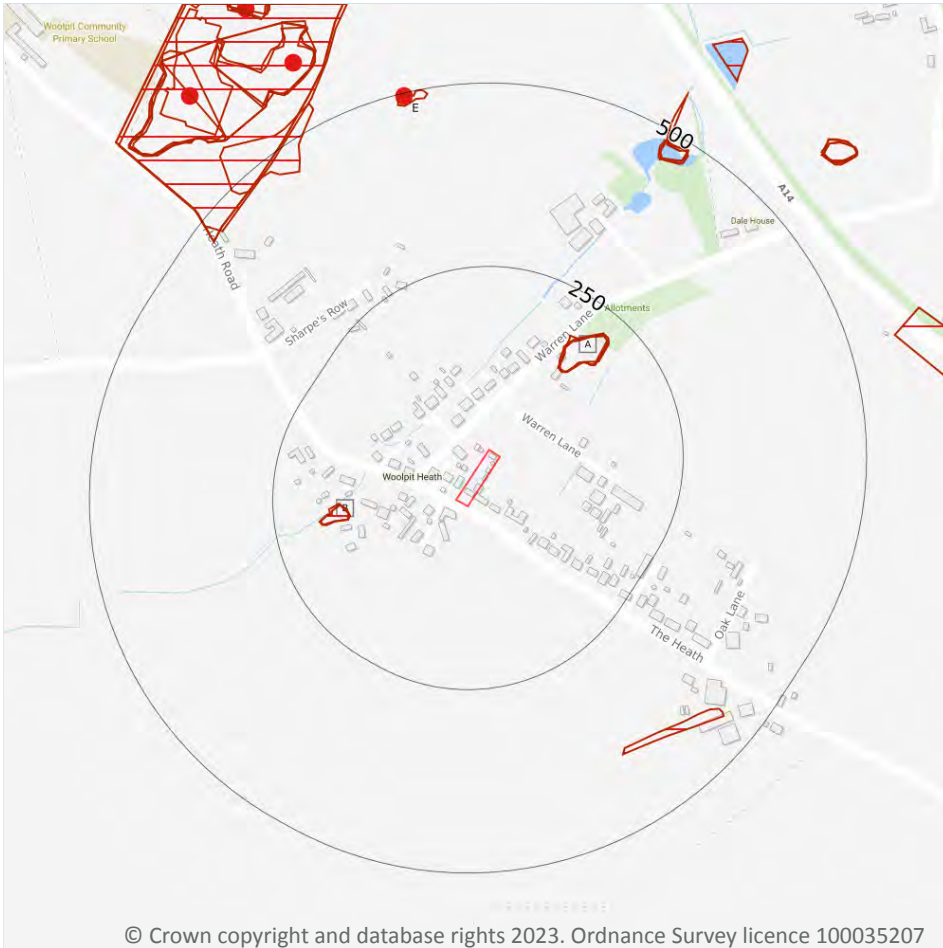 Woolpit Community
Primary School
E
500
A14
Dale House
Heath Road
250
Allotments
Sharpe's Row
Warren Lane
A
Warren Lane
Woolpit Heath
Oak Lane
The Heath
© Crown copyright and database rights 2023. Ordnance Survey licence 100035207